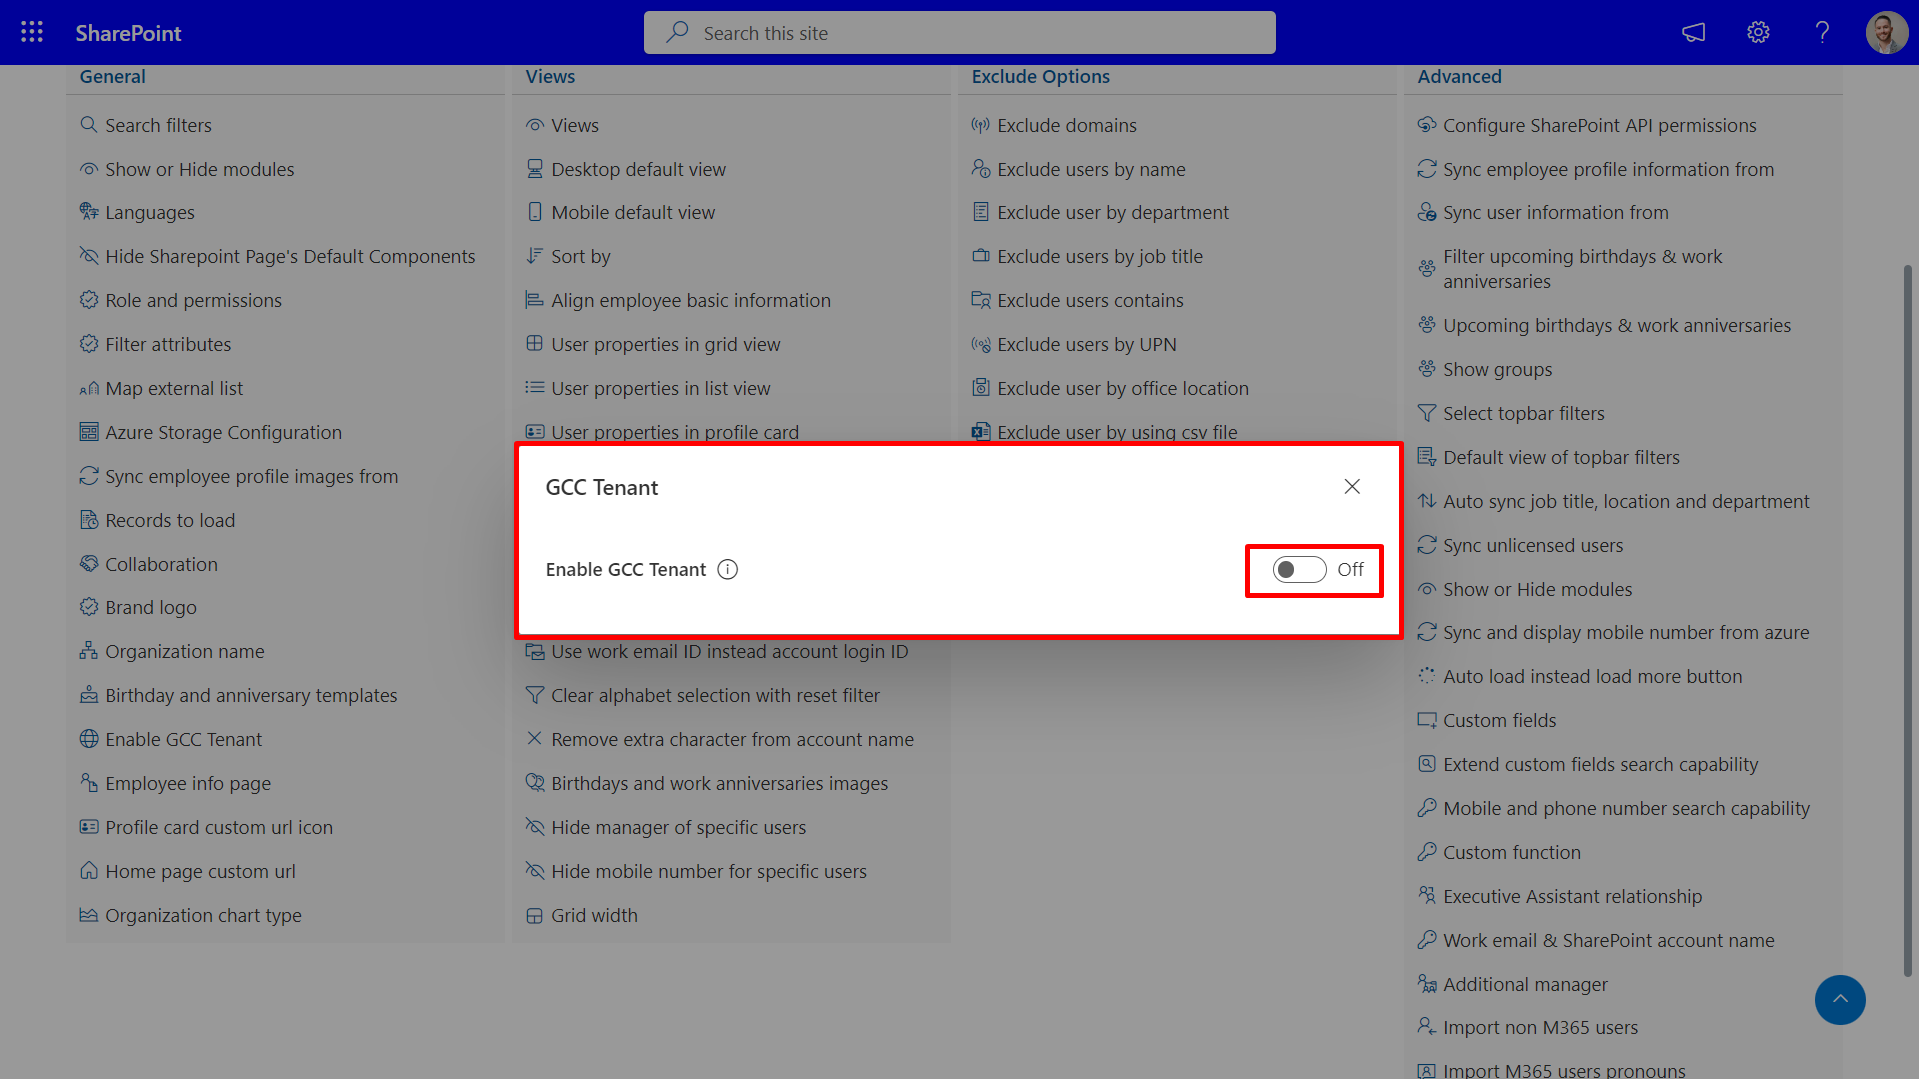 SharePoint
Search this site
General
Search filters
Show or Hide modules
Languages
Hide Sharepoint Page's Default Components
Role and permissions
Filter attributes
Map external list
Azure Storage Configuration
Sync employee profile images from
Records to load
Collaboration
Brand logo
Organization name
Birthday and anniversary templates
Enable GCC Tenant
Employee info page
Profile card custom url icon
Home page custom url
Organization chart type
Views
Views
Desktop default view
Mobile default view
Sort by
Align employee basic information
User properties in grid view
User properties in list view
User properties in profile card
Use work email ID instead account login ID
Clear alphabet selection with reset filter
Remove extra character from account name
Birthdays and work anniversaries images
Hide manager of specific users
Hide mobile number for specific users
Grid width
Exclude Options
Exclude domains
Exclude users by name
Exclude user by department
Exclude users by job title
Exclude users contains
Exclude users by UPN
Exclude user by office location
Exclude user by using csv file
Advanced
Configure SharePoint API permissions
Sync employee profile information from
Sync user information from
Filter upcoming birthdays & work
anniversaries
Upcoming birthdays & work anniversaries
Show groups
Select topbar filters
Default view of topbar filters
Auto sync job title, location and department
Sync unlicensed users
Show or Hide modules
Sync and display mobile number from azure
Auto load instead load more button
Custom fields
Extend custom fields search capability
Mobile and phone number search capability
Custom function
Executive Assistant relationship
Work email & SharePoint account name
Additional manager
Import non M365 users
Import M365 users pronouns
GCC Tenant
Enable GCC Tenant
Off